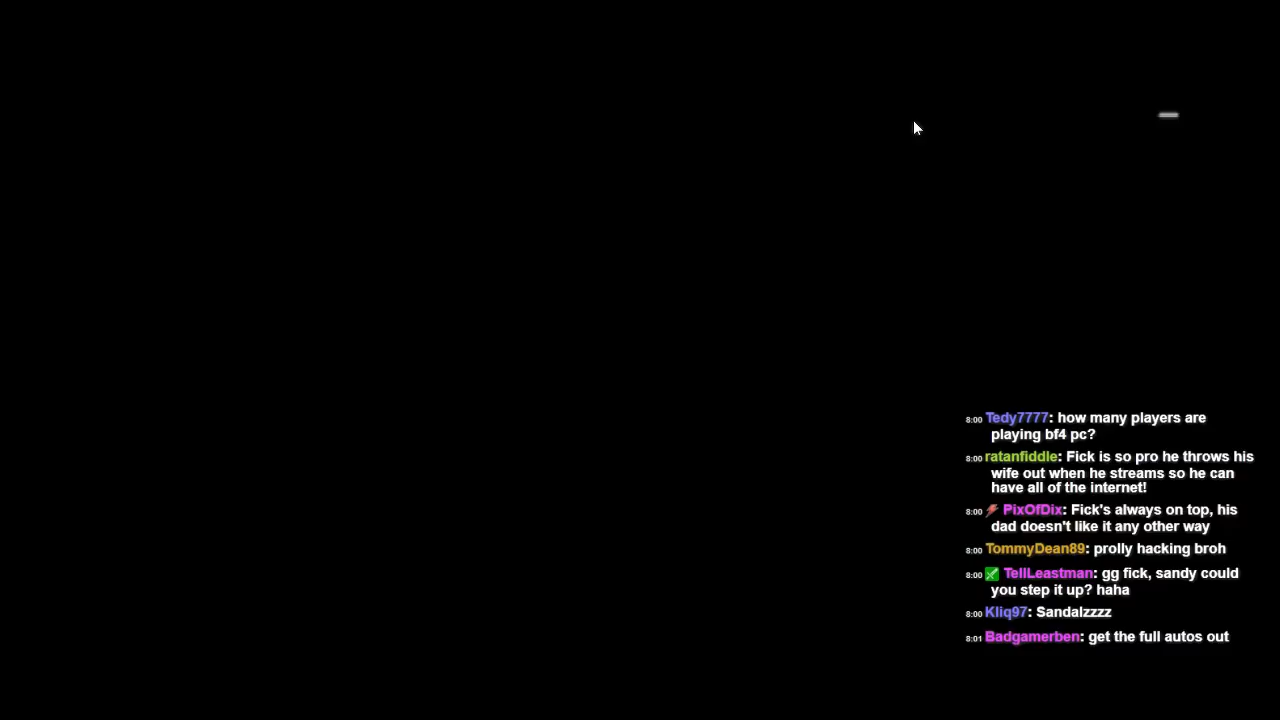 8:00 Tedy7777: how many players are
playing bf4 pc?
8:00 ratanfiddle: Fick is so pro he throws his
wife out when he streams so he can
have all of the internet!
8:00 PixOfDix: Fick's always on top, his
dad doesn't like it any other way
8:00 TommyDean89: prolly hacking broh
8:00 TellLeastman: gg fick, sandy could
you step it up? haha
8:00 Kliq97: Sandalzzzz
8:01 Badgamerben: get the full autos out